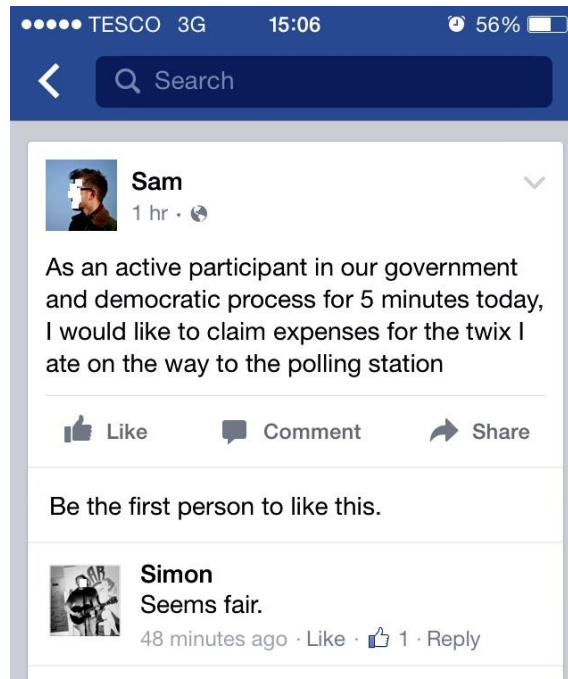 TESCO 3G 15:06 56%
Search
Sam
1 hr ·
As an active participant in our government
and democratic process for 5 minutes today,
I would like to claim expenses for the twix I
ate on the way to the polling station
Like Comment Share
Be the first person to like this.
Simon
Seems fair.
48 minutes ago · Like · 1 · Reply